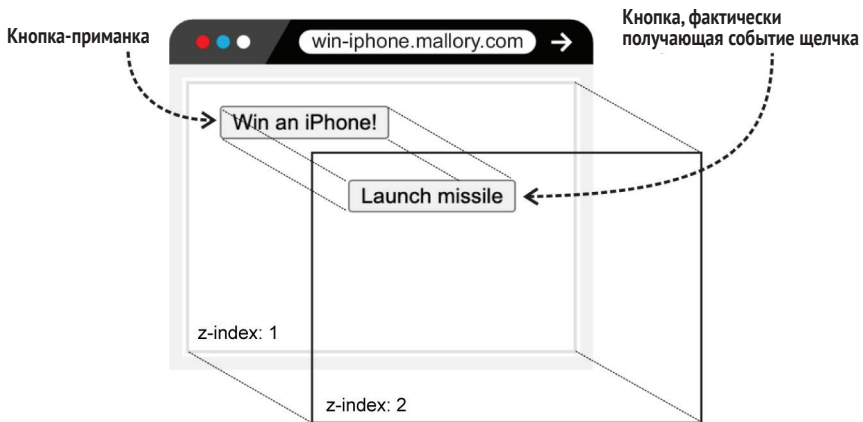 Кнопка-приманка
win-iphone.mallory.com
Кнопка, фактически
получающая событие щелчка
Win an iPhone!
Launch missile
z-index: 1
z-index: 2